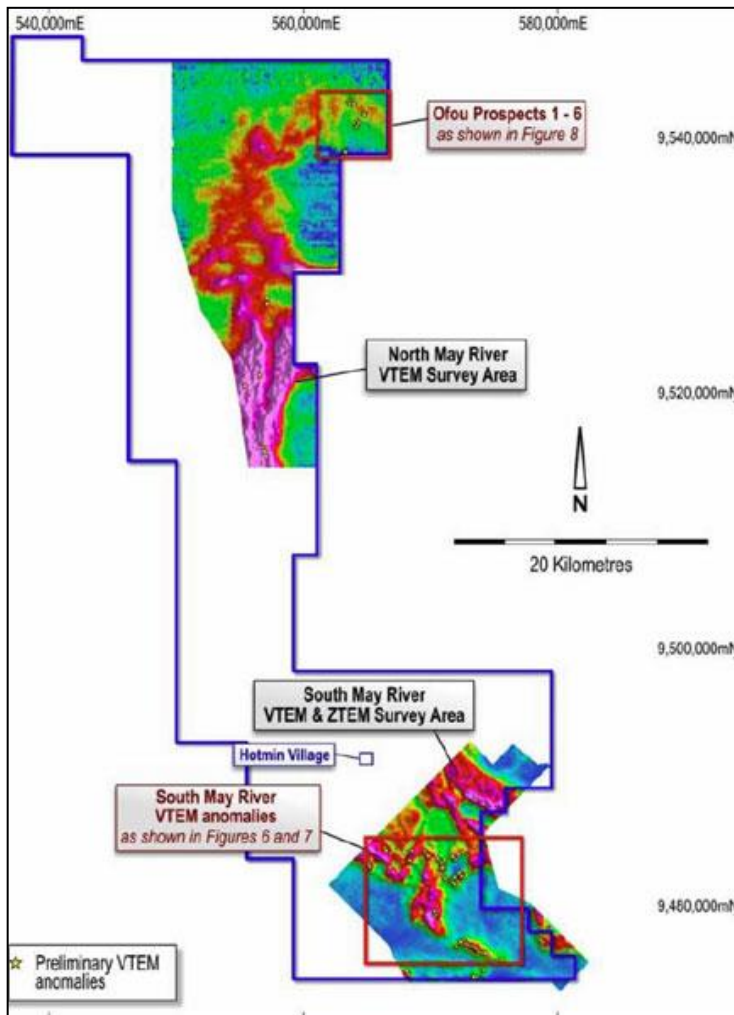 540,000mE
560,000mE
580,000mE
Ofou Prospects 1 - 6
as shown in Figure 8
9,540,000mN
North May River
VTEM Survey Area
9,520,000mN
N
20 Kilometres
9,500,000mN
South May River
VTEM & ZTEM Survey Area
Hotmin Village
South May River
VTEM anomalies
as shown in Figures 6 and 7
9,480,000mN
Preliminary VTEM
anomalies